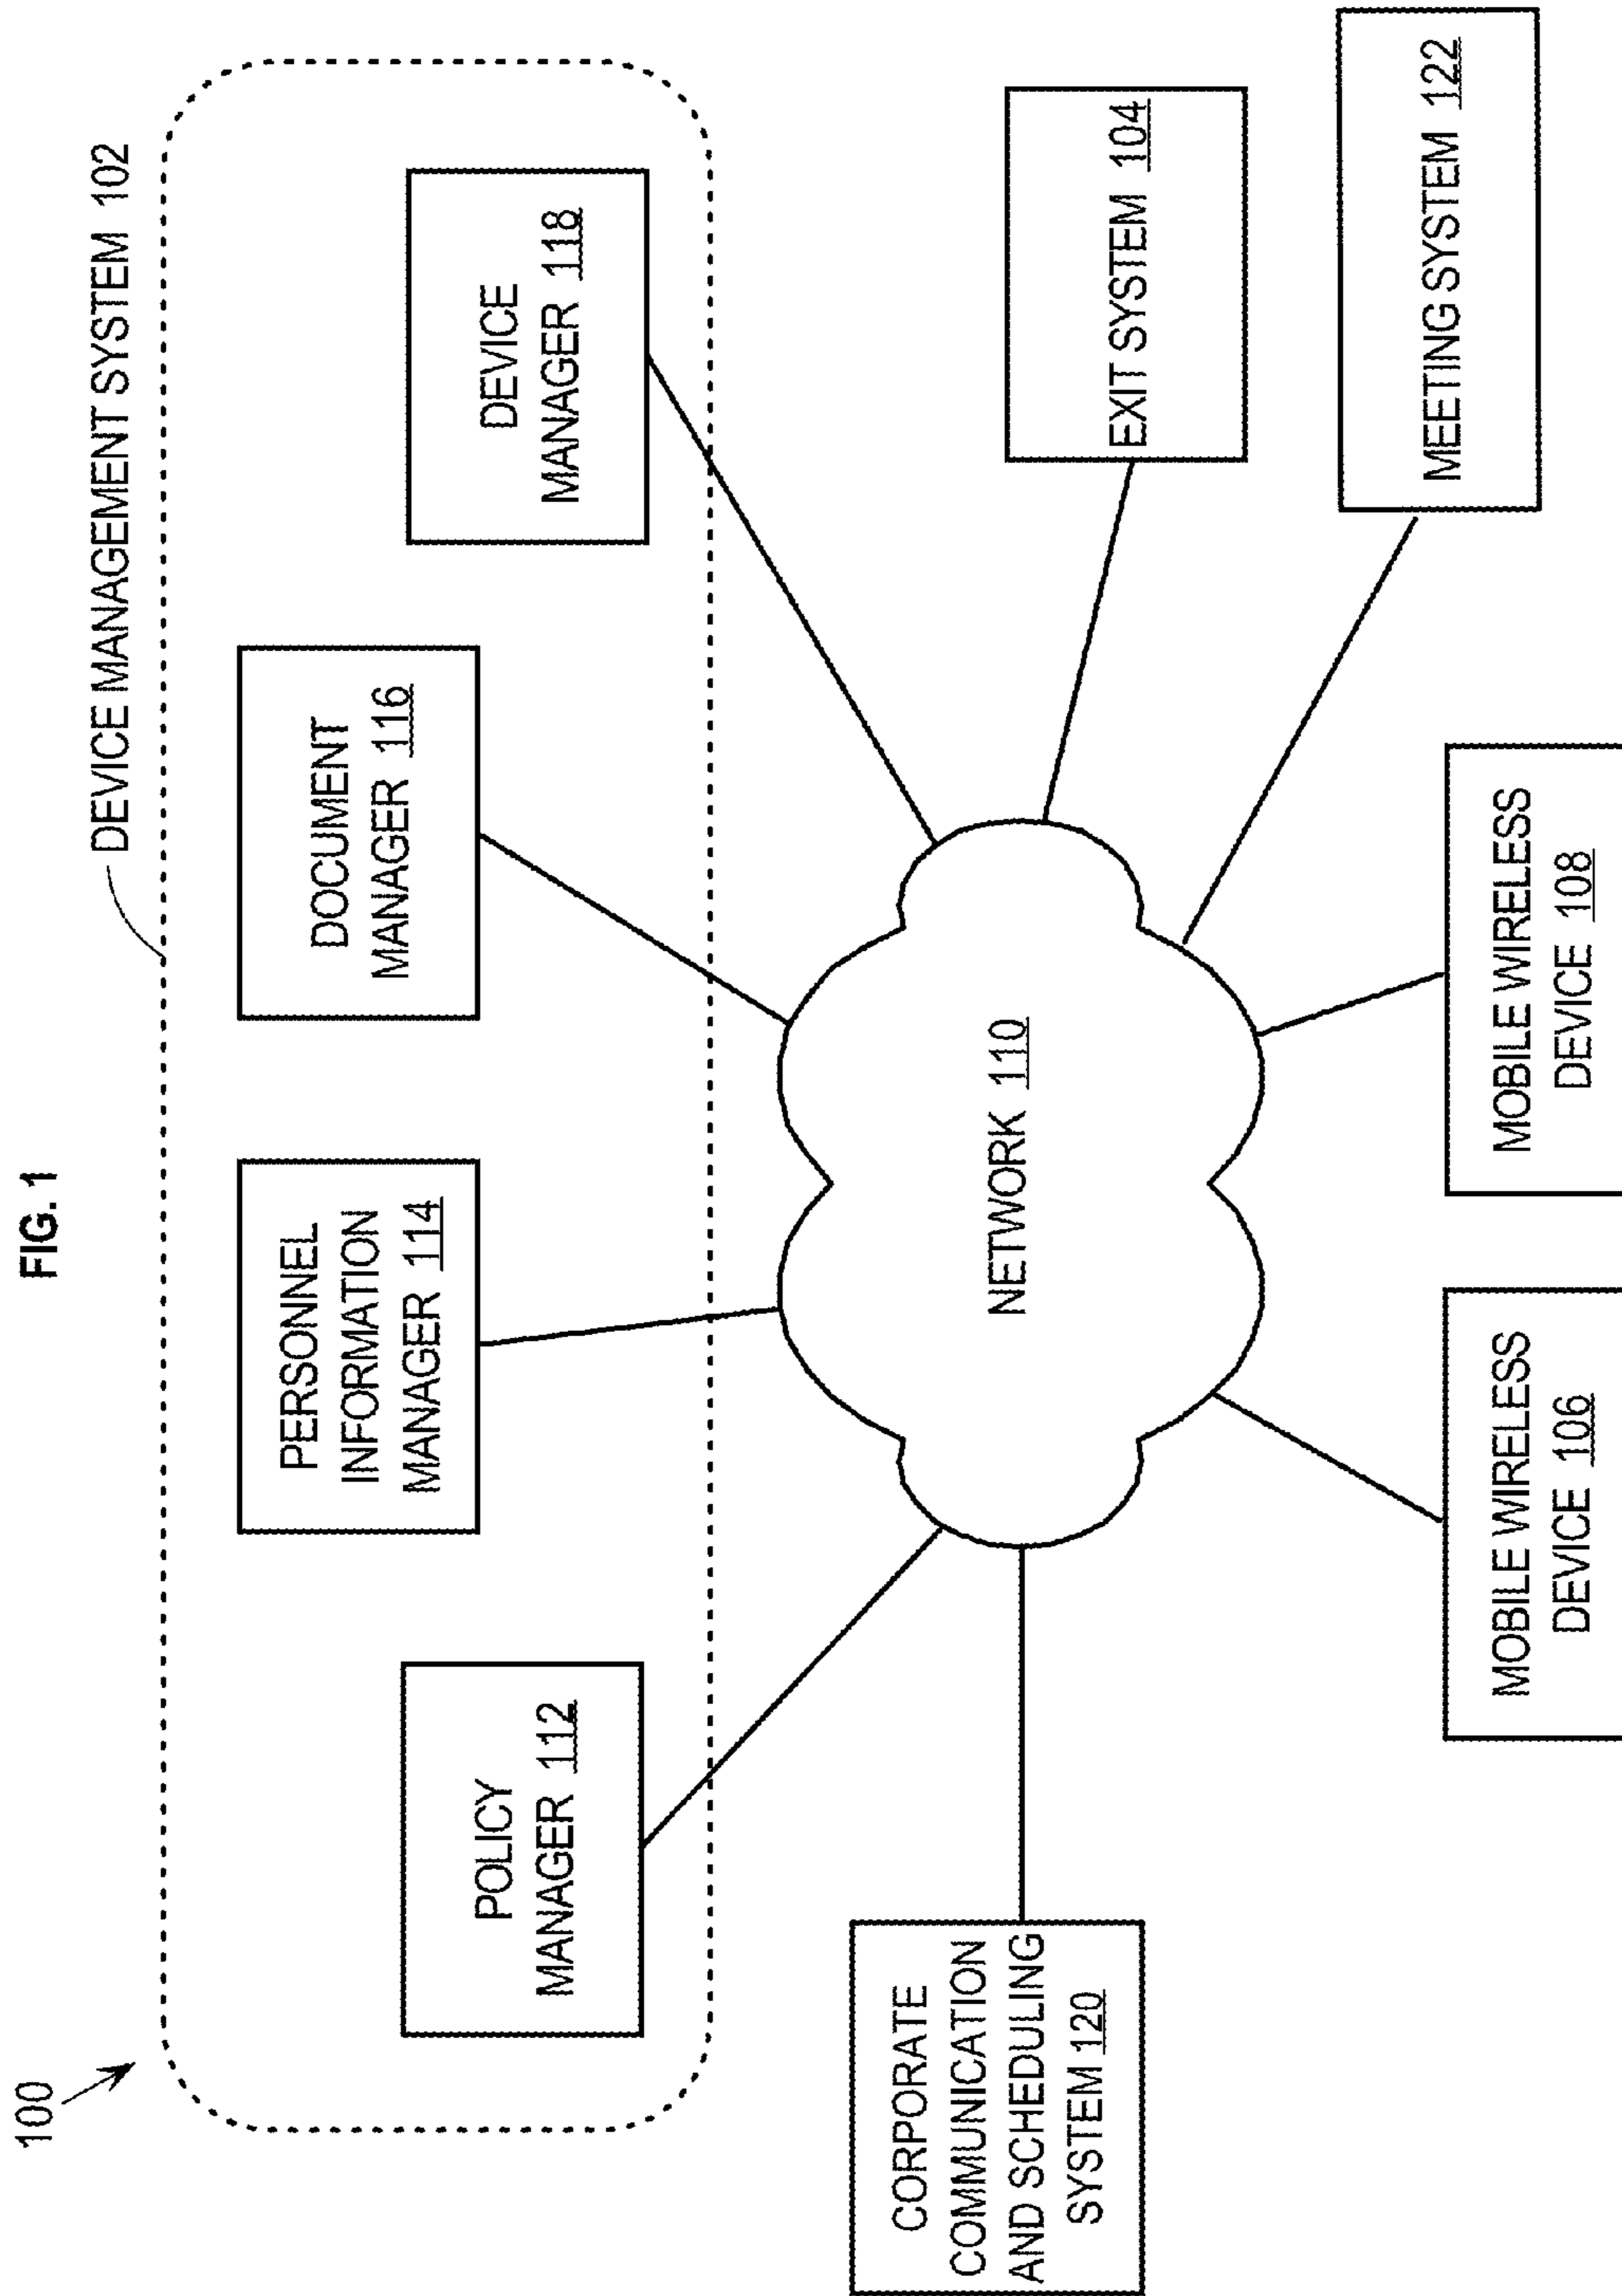 FIG. 1
100
DEVICE MANAGEMENT SYSTEM 102
POLICY
MANAGER 112
PERSONNEL
INFORMATION
MANAGER 114
DOCUMENT
MANAGER 116
DEVICE
MANAGER 118
CORPORATE
COMMUNICATION
AND SCHEDULING
SYSTEM 120
NETWORK 110
EXIT SYSTEM 104
MEETING SYSTEM 122
MOBILE WIRELESS
DEVICE 106
MOBILE WIRELESS
DEVICE 108